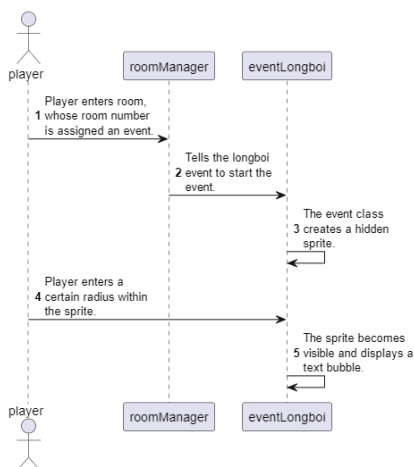 player
roomManager
eventLongboi
Player enters room,
1 whose room number
is assigned an event.
Tells the longboi
2 event to start the
event.
The event class
3 creates a hidden
sprite.
Player enters a
4 certain radius within
the sprite.
The sprite becomes
5 visible and displays a
text bubble.
player
roomManager
eventLongboi